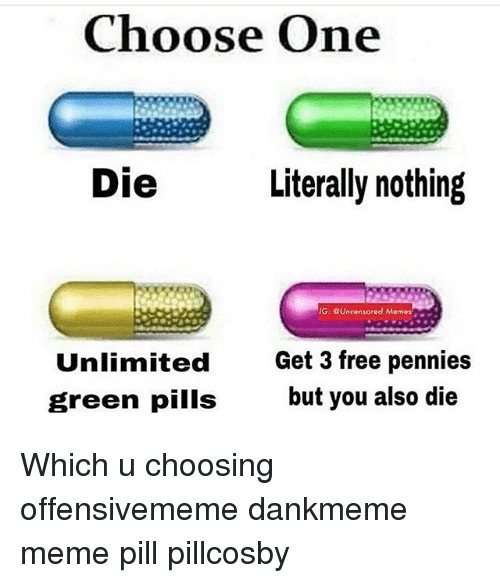 Choose One
Die
Literally nothing
IG: @Uncensored.Memes
Unlimited
green pills
Get 3 free pennies
but you also die
Which u choosing
offensivememe dankmeme
meme pill pillcosby